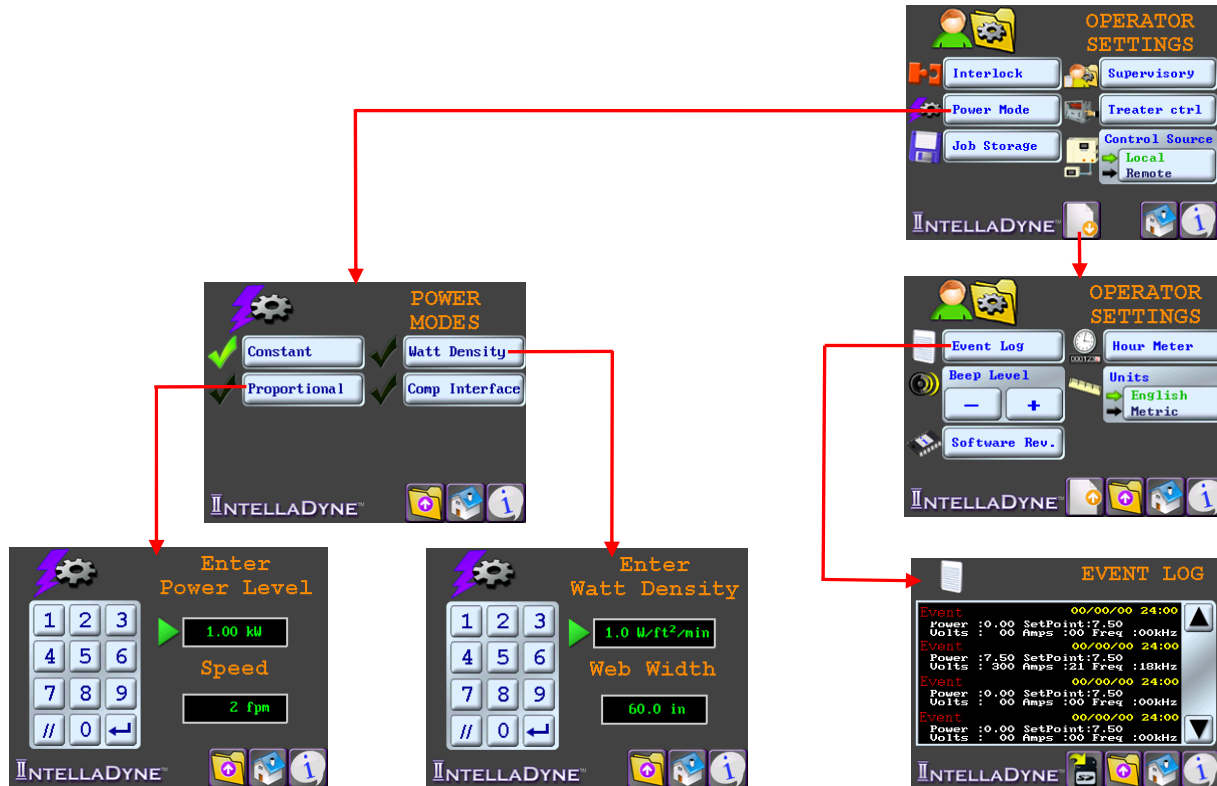 OPERATOR
SETTINGS
Interlock
Supervisory
Power Mode
Treater ctrl
Job Storage
Control Source
Local
Remote
INTELLADYNE™
OPERATOR
SETTINGS
Event Log
Hour Meter
000123
Beep Level
Units
English
Metric
− +
Software Rev.
INTELLADYNE™
POWER
MODES
Constant
Watt Density
Proportional
Comp Interface
INTELLADYNE™
Enter
Power Level
1 2 3
1.00 kW
4 5 6
Speed
7 8 9
2 fpm
// 0
INTELLADYNE™
Enter
Watt Density
1 2 3
1.0 W/ft²/min
4 5 6
Web Width
7 8 9
60.0 in
// 0
INTELLADYNE™
EVENT LOG
Event 00/00/00 24:00
Power :0.00 SetPoint:7.50
Volts : 00 Amps :00 Freq :00kHz
Event 00/00/00 24:00
Power :7.50 SetPoint:7.50
Volts : 300 Amps :21 Freq :18kHz
Event 00/00/00 24:00
Power :0.00 SetPoint:7.50
Volts : 00 Amps :00 Freq :00kHz
Event 00/00/00 24:00
Power :0.00 SetPoint:7.50
Volts : 00 Amps :00 Freq :00kHz
INTELLADYNE™